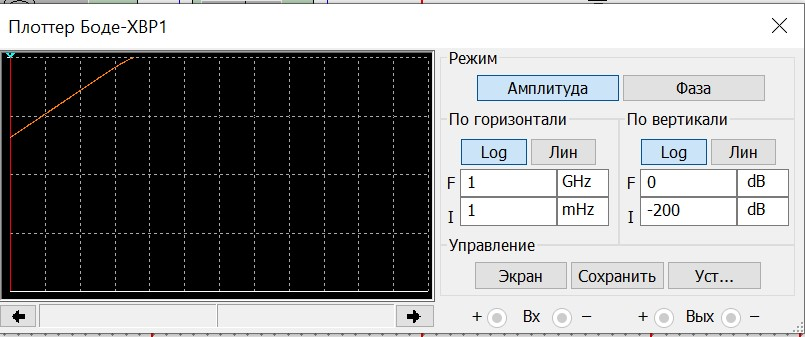 Плоттер Боде-XBP1
Режим
Амплитуда Фаза
По горизонтали По вертикали
Log Лин Log Лин
F 1 GHz F 0 dB
I 1 mHz I -200 dB
Управление
Экран Сохранить Уст...
+ Вх − + Вых −